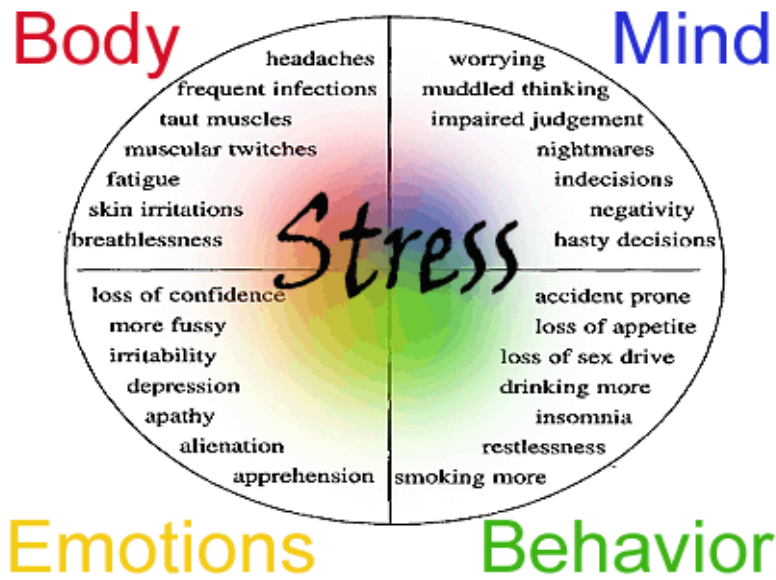 Body
headaches
frequent infections
taut muscles
muscular twitches
fatigue
skin irritations
breathlessness
Mind
worrying
muddled thinking
impaired judgement
nightmares
indecisions
negativity
hasty decisions
Stress
loss of confidence
more fussy
irritability
depression
apathy
alienation
apprehension
Emotions
accident prone
loss of appetite
loss of sex drive
drinking more
insomnia
restlessness
smoking more
Behavior